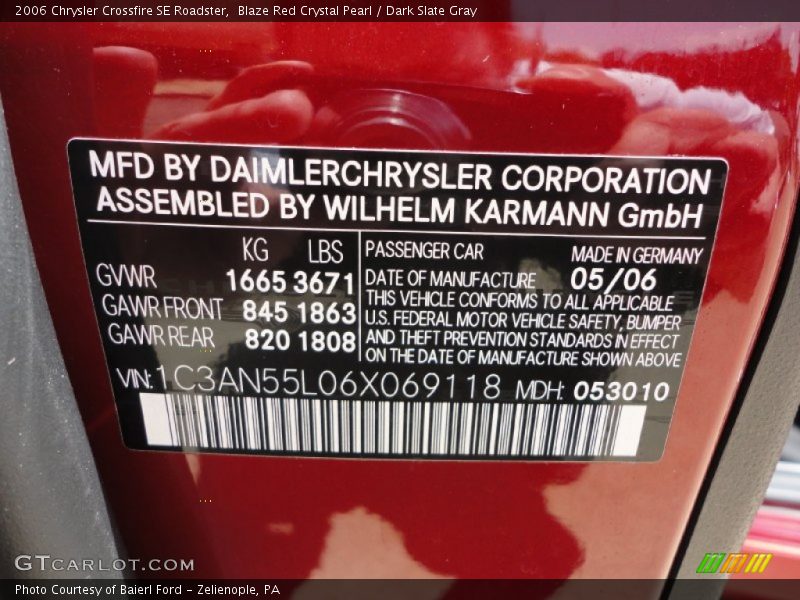 2006 Chrysler Crossfire SE Roadster,  Blaze Red Crystal Pearl / Dark Slate Gray
MFD BY DAIMLERCHRYSLER CORPORATION
ASSEMBLED BY WILHELM KARMANN GmbH
KG LBS
GVWR 1665 3671
GAWR FRONT 845 1863
GAWR REAR 820 1808
PASSENGER CAR MADE IN GERMANY
DATE OF MANUFACTURE 05/06
THIS VEHICLE CONFORMS TO ALL APPLICABLE
U.S. FEDERAL MOTOR VEHICLE SAFETY, BUMPER
AND THEFT PREVENTION STANDARDS IN EFFECT
ON THE DATE OF MANUFACTURE SHOWN ABOVE
VIN: 1C3AN55L06X069118 MDH: 053010
GTCARLOT.COM
Photo Courtesy of Baierl Ford - Zelienople, PA